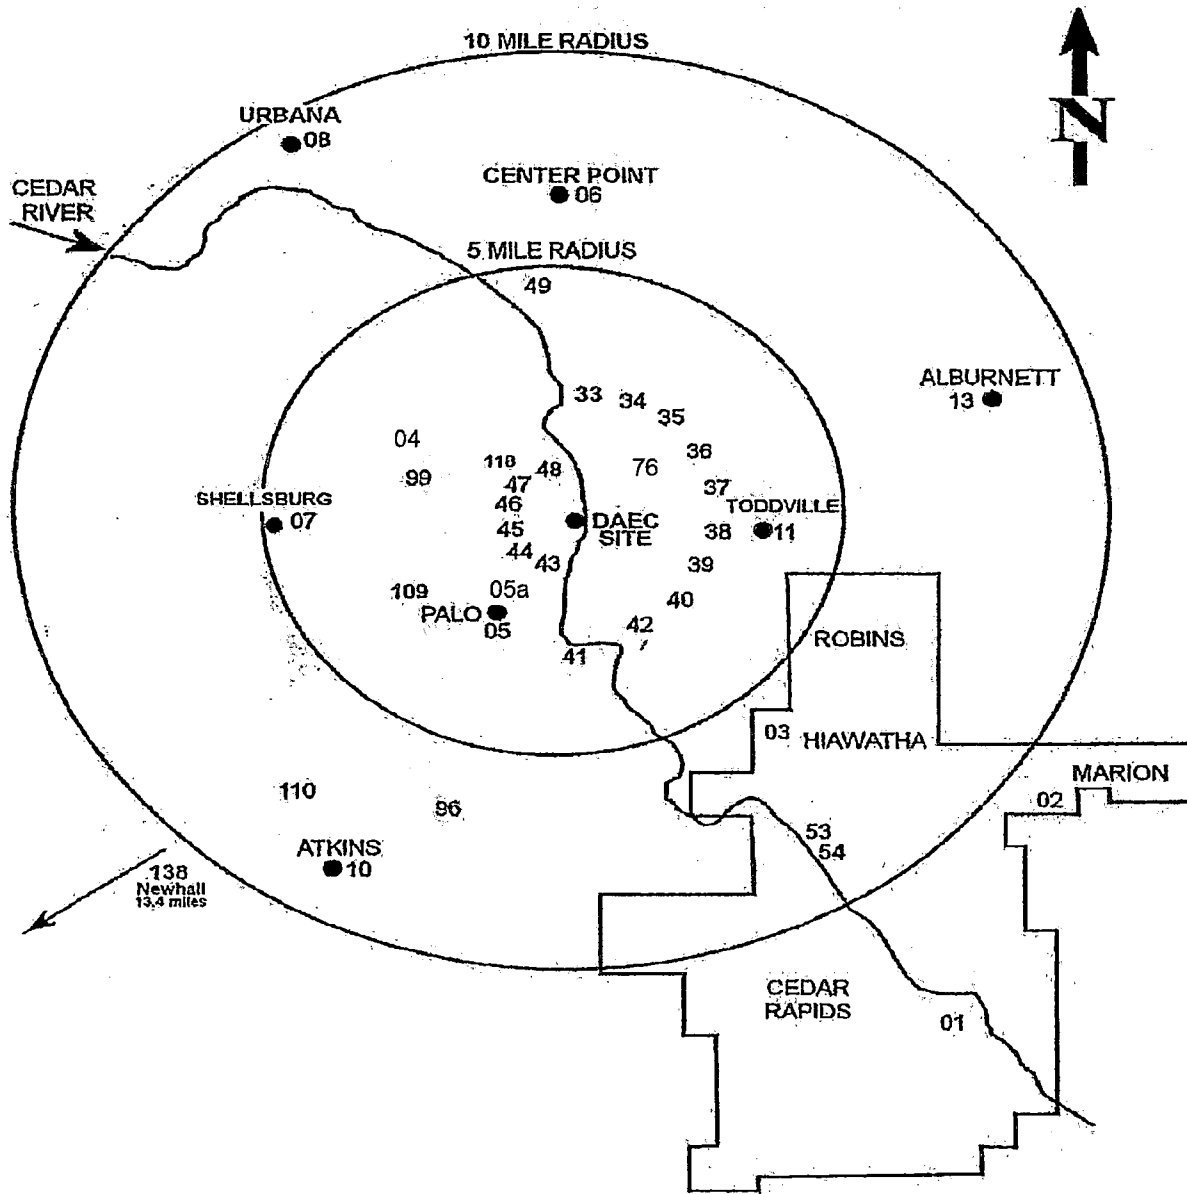 10 MILE RADIUS
N
URBANA
08
CENTER POINT
06
CEDAR
RIVER
5 MILE RADIUS
49
ALBURNETT
13
33
34
35
04
36
118
48
76
99
47
37
46
SHELLSBURG
07
TODDVILLE
11
DAEC
SITE
45
38
44
43
39
109
05a
40
PALO
05
42
41
ROBINS
03
HIAWATHA
MARION
02
110
96
53
54
ATKINS
10
138
Newhall
13.4 miles
CEDAR
RAPIDS
01